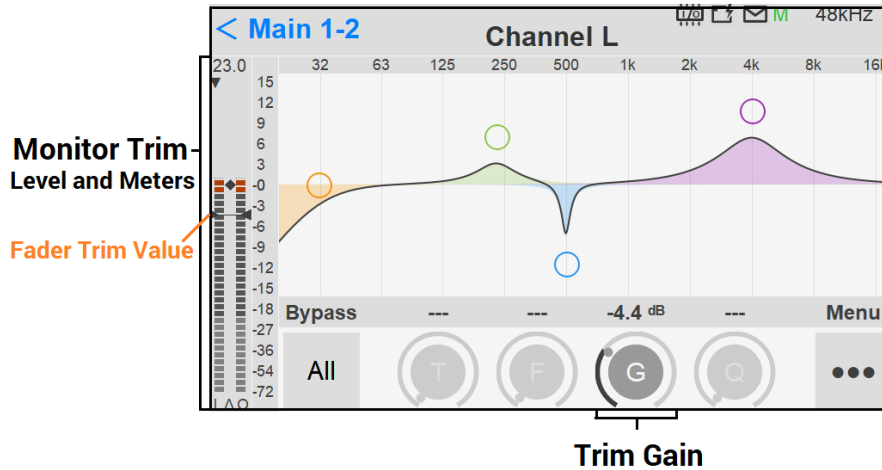 < Main 1-2
Channel L
I/O
M
48kHz
23.0
32 63 125 250 500 1k 2k 4k 8k 16
15
12
9
6
3
-0
-3
-6
-9
-12
-15
-18
-27
-36
-54
-72
Monitor Trim
Level and Meters
Fader Trim Value
Bypass --- --- -4.4 dB --- Menu
All T F G Q •••
Trim Gain